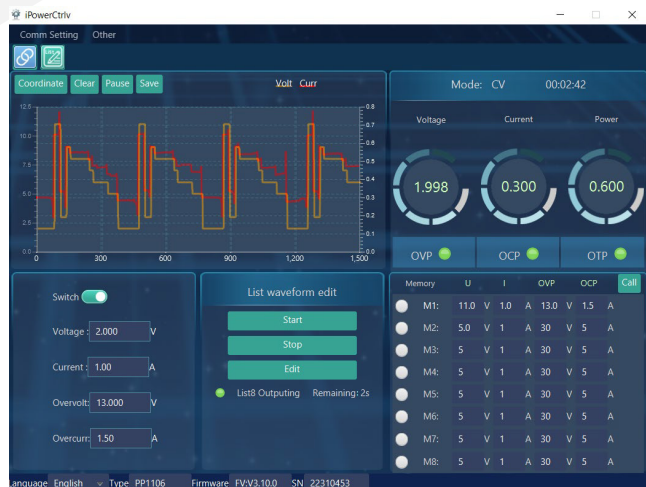 iPowerCtrlv
Comm Setting Other
Coordinate Clear Pause Save Volt Curr
12.5 0.8
0.7
10.0 0.6
7.5 0.5
0.4
5.0 0.3
2.5 0.2
0.1
0.0 0.0
0 300 600 900 1,200 1,500
Mode: CV 00:02:42
Voltage Current Power
1.998 0.300 0.600
OVP OCP OTP
Switch
Voltage : 2.000 V
Current : 1.00 A
Overvolt: 13.000 V
Overcurr: 1.50 A
List waveform edit
Start
Stop
Edit
List8 Outputing Remaining: 2s
Memory U I OVP OCP Call
M1: 11.0 V 1.0 A 13.0 V 1.5 A
M2: 5.0 V 1 A 30 V 5 A
M3: 5 V 1 A 30 V 5 A
M4: 5 V 1 A 30 V 5 A
M5: 5 V 1 A 30 V 5 A
M6: 5 V 1 A 30 V 5 A
M7: 5 V 1 A 30 V 5 A
M8: 5 V 1 A 30 V 5 A
anguage English Type PP1106 Firmware FV:V3.10.0 SN 22310453